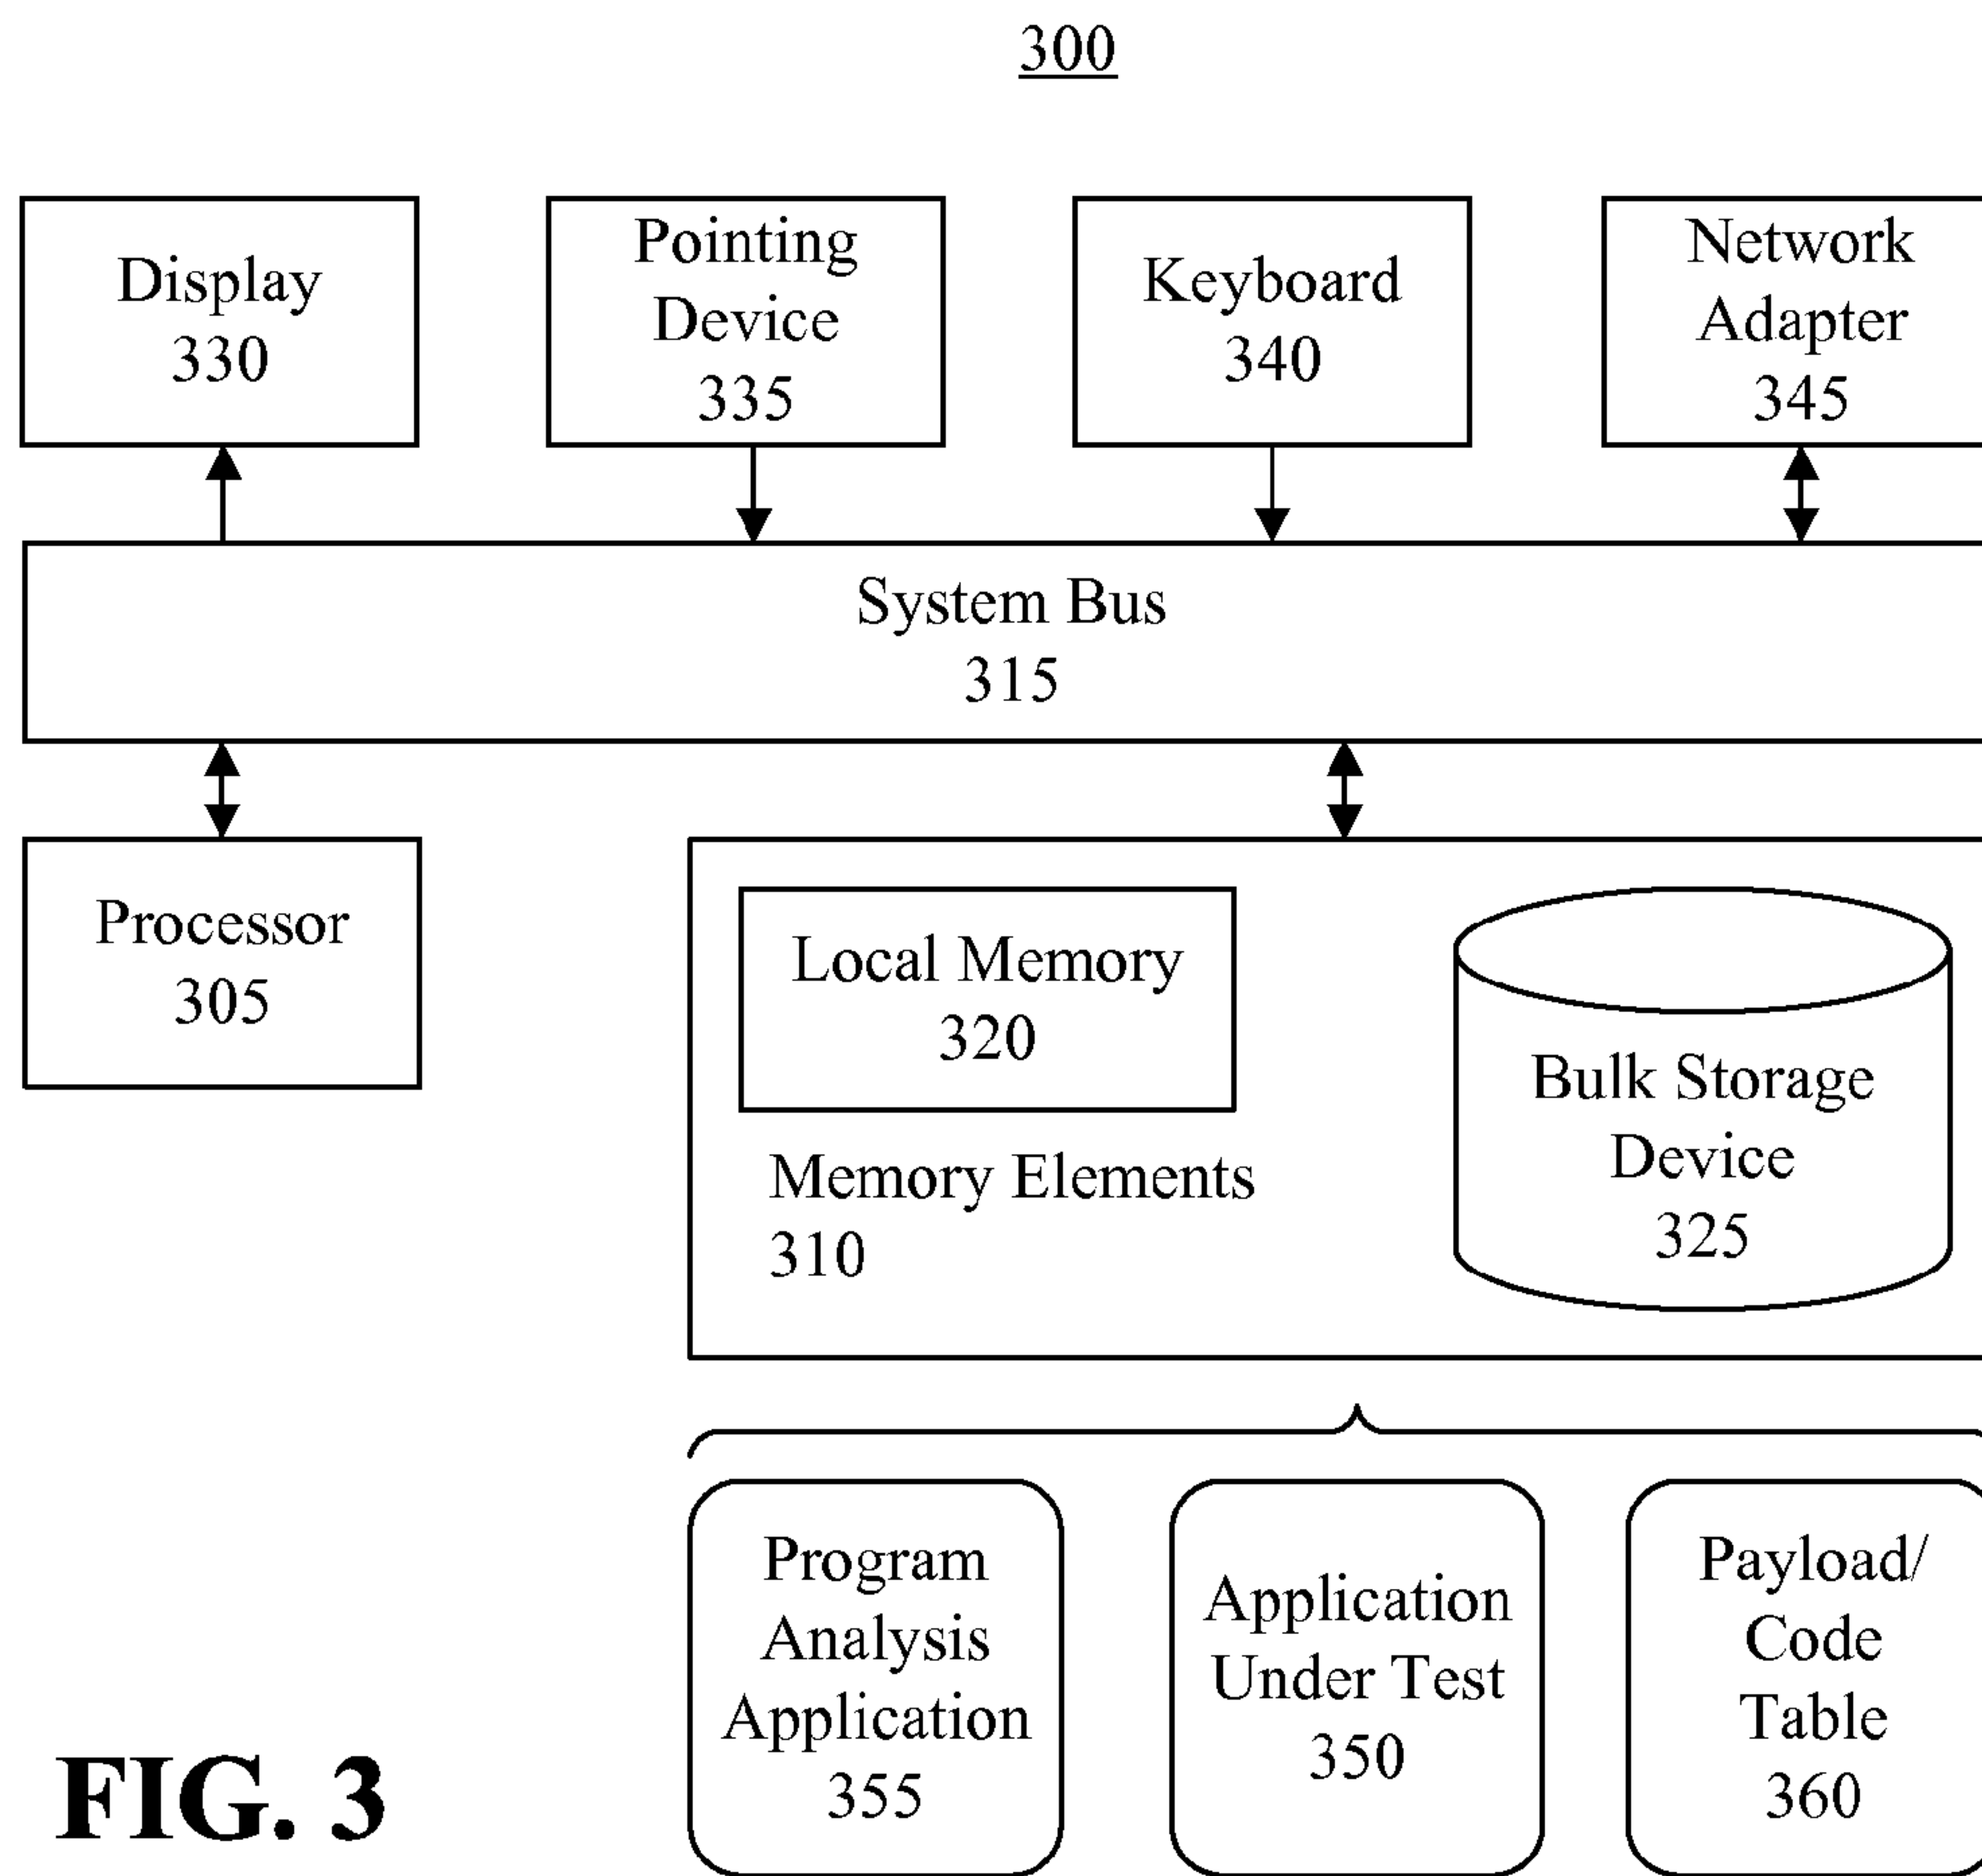 300
Display
330
Pointing
Device
335
Keyboard
340
Network
Adapter
345
System Bus
315
Processor
305
Local Memory
320
Memory Elements
310
Bulk Storage
Device
325
Program
Analysis
Application
355
Application
Under Test
350
Payload/
Code
Table
360
FIG. 3